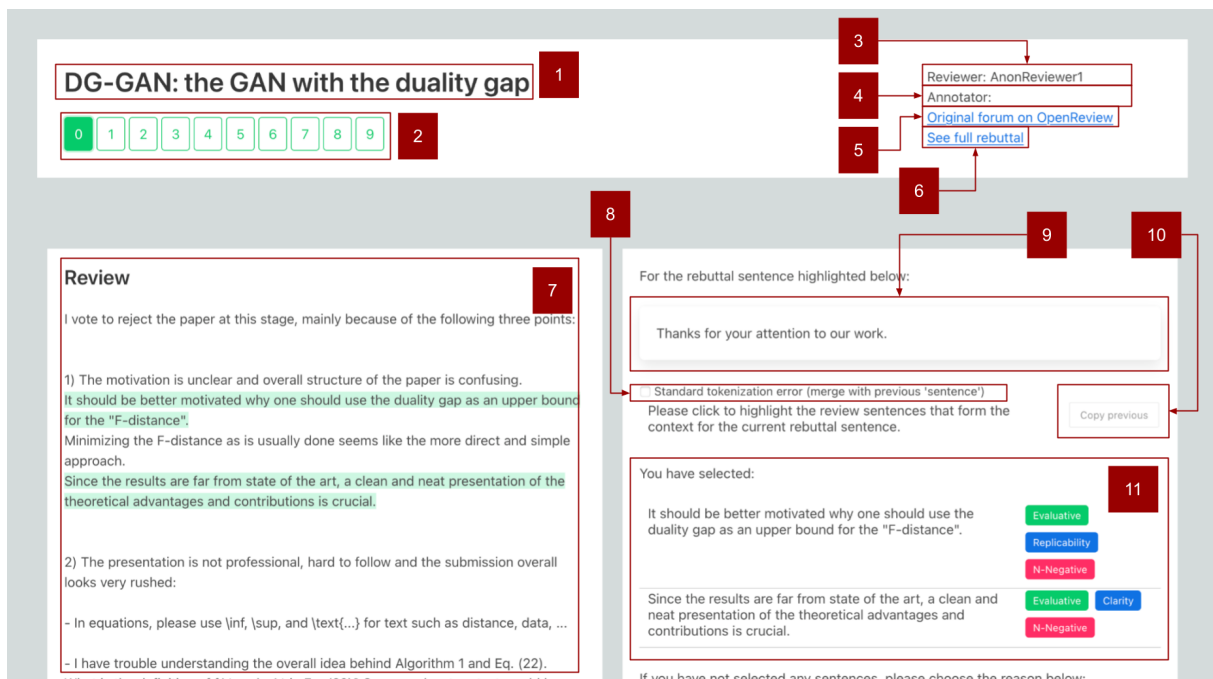 DG-GAN: the GAN with the duality gap
1
0 1 2 3 4 5 6 7 8 9
2
3
4
5
6
Reviewer: AnonReviewer1
Annotator:
Original forum on OpenReview
See full rebuttal
8
9
10
Review
7
I vote to reject the paper at this stage, mainly because of the following three points:
1) The motivation is unclear and overall structure of the paper is confusing.
It should be better motivated why one should use the duality gap as an upper bound
for the "F-distance".
Minimizing the F-distance as is usually done seems like the more direct and simple
approach.
Since the results are far from state of the art, a clean and neat presentation of the
theoretical advantages and contributions is crucial.
2) The presentation is not professional, hard to follow and the submission overall
looks very rushed:
- In equations, please use \inf, \sup, and \text{...} for text such as distance, data, ...
- I have trouble understanding the overall idea behind Algorithm 1 and Eq. (22).
For the rebuttal sentence highlighted below:
Thanks for your attention to our work.
Standard tokenization error (merge with previous 'sentence')
Please click to highlight the review sentences that form the
context for the current rebuttal sentence.
Copy previous
You have selected:
11
It should be better motivated why one should use the
duality gap as an upper bound for the "F-distance".
Evaluative
Replicability
N-Negative
Since the results are far from state of the art, a clean and
neat presentation of the theoretical advantages and
contributions is crucial.
Evaluative Clarity
N-Negative
If you have not selected any sentences, please choose the reason below: